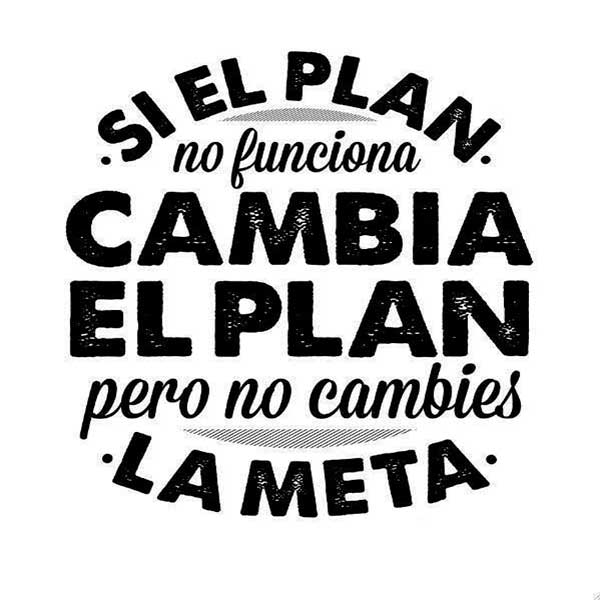 ·SI EL PLAN·
no funciona
CAMBIA
EL PLAN
pero no cambies
·LA META·